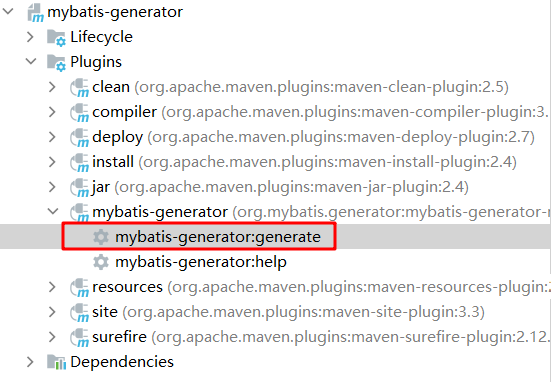 mybatis-generator
Lifecycle
Plugins
clean (org.apache.maven.plugins:maven-clean-plugin:2.5)
compiler (org.apache.maven.plugins:maven-compiler-plugin:3.
deploy (org.apache.maven.plugins:maven-deploy-plugin:2.7)
install (org.apache.maven.plugins:maven-install-plugin:2.4)
jar (org.apache.maven.plugins:maven-jar-plugin:2.4)
mybatis-generator (org.mybatis.generator:mybatis-generator-
mybatis-generator:generate
mybatis-generator:help
resources (org.apache.maven.plugins:maven-resources-plugin:
site (org.apache.maven.plugins:maven-site-plugin:3.3)
surefire (org.apache.maven.plugins:maven-surefire-plugin:2.12.
Dependencies